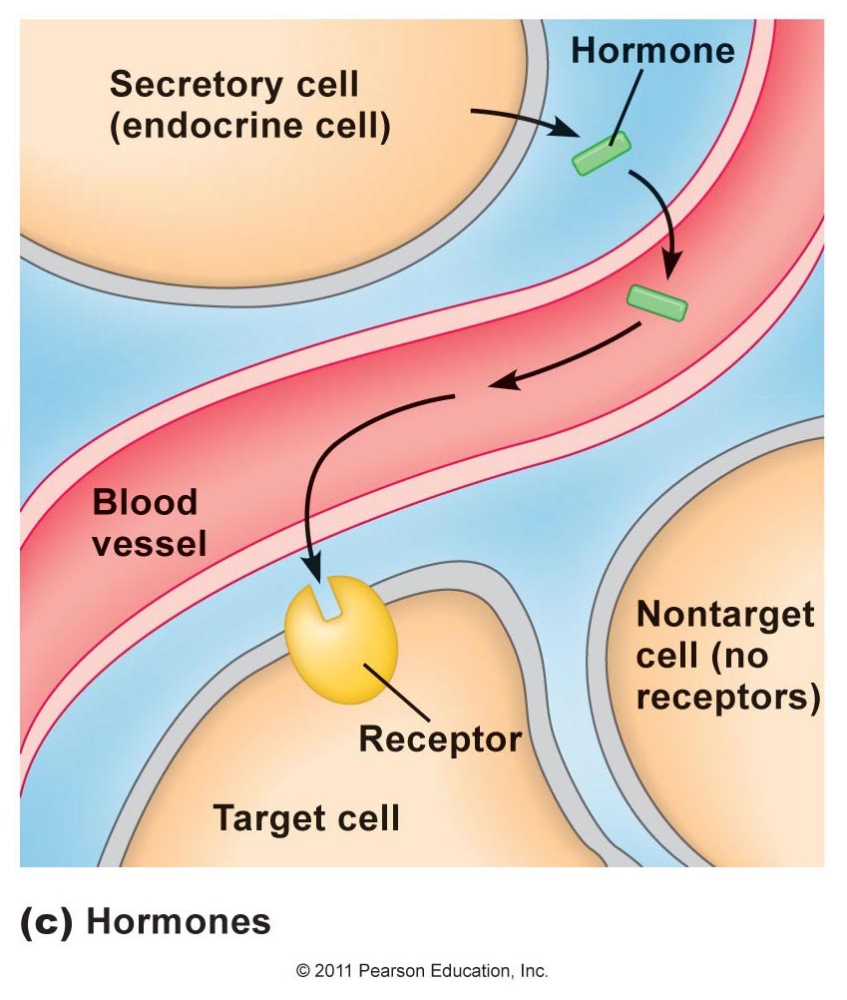 Hormone
Secretory cell
(endocrine cell)
Blood
vessel
Nontarget
cell (no
receptors)
Receptor
Target cell
(c) Hormones
© 2011 Pearson Education, Inc.